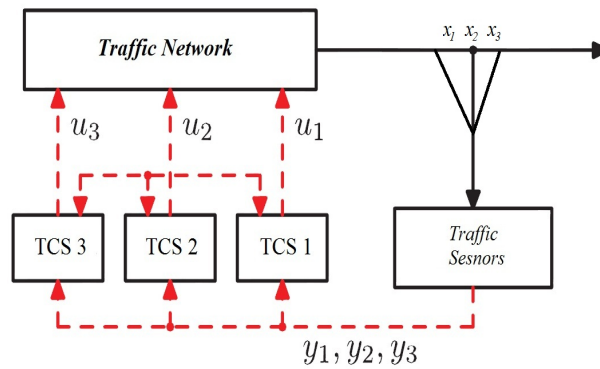 x1 x2 x3
Traffic Network
u3 u2 u1
TCS 3 TCS 2 TCS 1
Traffic
Sesnors
y1, y2, y3